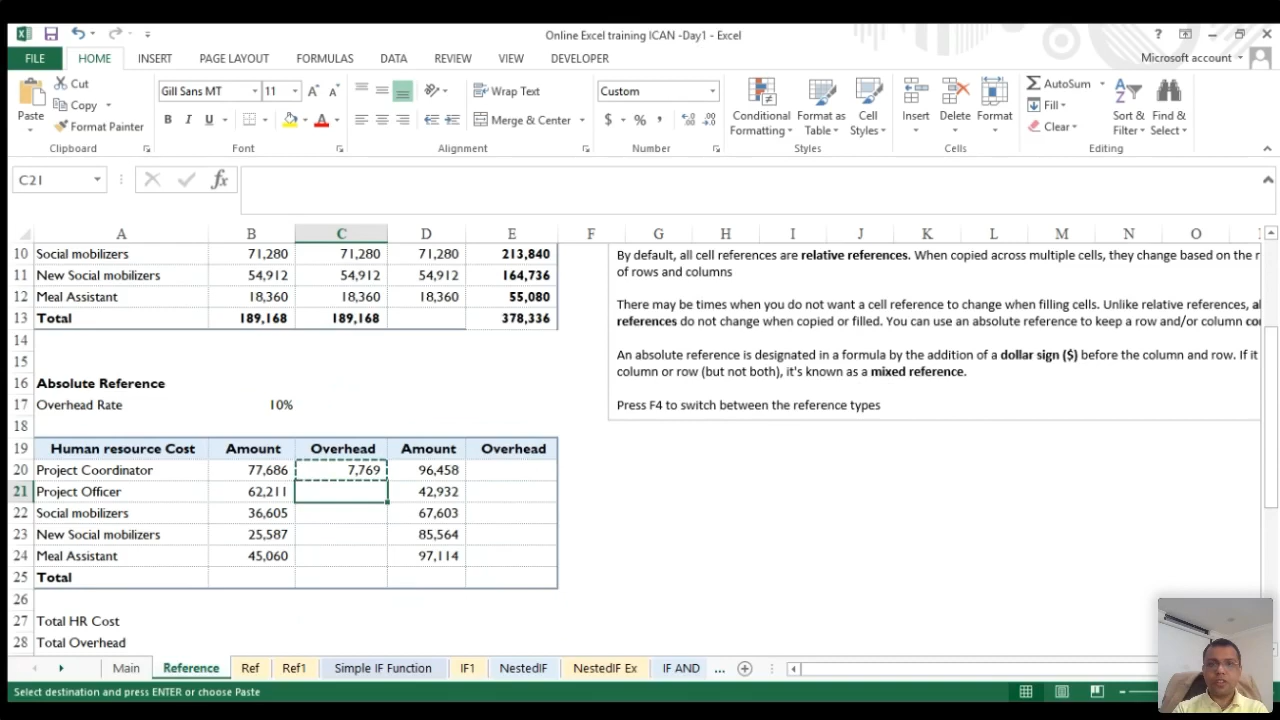 Online Excel training ICAN -Day1 - Excel
?
FILE HOME INSERT PAGE LAYOUT FORMULAS DATA REVIEW VIEW DEVELOPER Microsoft account
Paste Cut Copy Format Painter
Gill Sans MT 11 A A
B I U A
Wrap Text
Merge & Center
Custom
$ % ,
Conditional Formatting Format as Table Cell Styles
Insert Delete Format
AutoSum Fill Clear
Sort & Filter Find & Select
Clipboard Font Alignment Number Styles Cells Editing
C21 fx
A B C D E F G H I J K L M N O
10 Social mobilizers 71,280 71,280 71,280 213,840
11 New Social mobilizers 54,912 54,912 54,912 164,736
12 Meal Assistant 18,360 18,360 18,360 55,080
13 Total 189,168 189,168 378,336
14
15
16 Absolute Reference
17 Overhead Rate 10%
18
19 Human resource Cost Amount Overhead Amount Overhead
20 Project Coordinator 77,686 7,769 96,458
21 Project Officer 62,211 42,932
22 Social mobilizers 36,605 67,603
23 New Social mobilizers 25,587 85,564
24 Meal Assistant 45,060 97,114
25 Total
26
27 Total HR Cost
28 Total Overhead
By default, all cell references are relative references. When copied across multiple cells, they change based on the r
of rows and columns
There may be times when you do not want a cell reference to change when filling cells. Unlike relative references, a
references do not change when copied or filled. You can use an absolute reference to keep a row and/or column co
An absolute reference is designated in a formula by the addition of a dollar sign ($) before the column and row. If it
column or row (but not both), it's known as a mixed reference.
Press F4 to switch between the reference types
Main Reference Ref Ref1 Simple IF Function IF1 NestedIF NestedIF Ex IF AND ...
Select destination and press ENTER or choose Paste